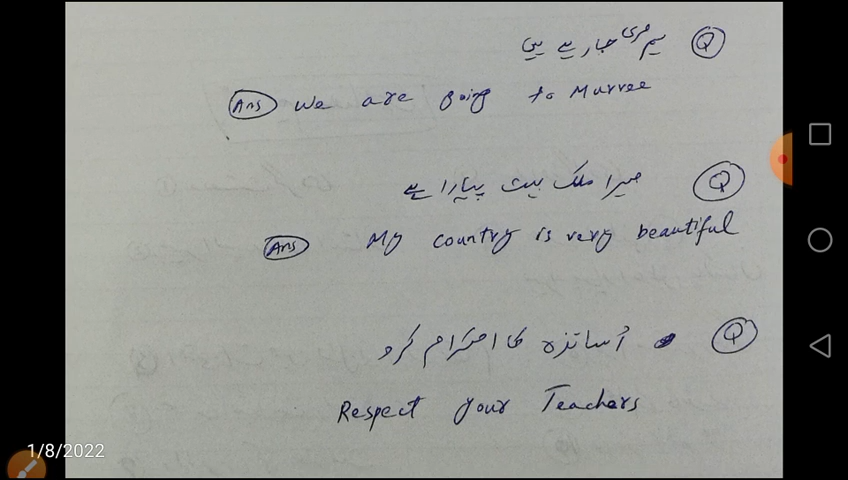 Q ہم مری جا رہے ہیں
Ans We are going to Murree
Q میرا ملک بہت پیارا ہے
Ans My country is very beautiful
Q اُساتزہ کا احترام کرو
Respect your Teachers
1/8/2022